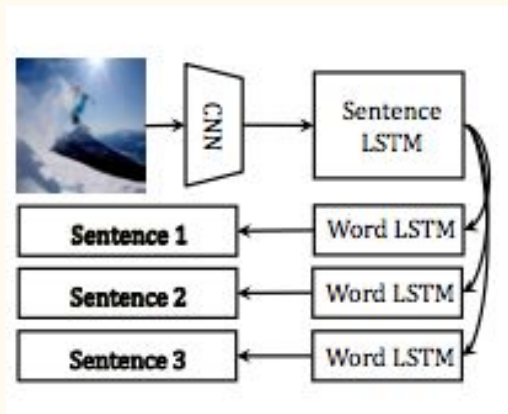 CNN
Sentence
LSTM
Sentence 1
Word LSTM
Sentence 2
Word LSTM
Sentence 3
Word LSTM